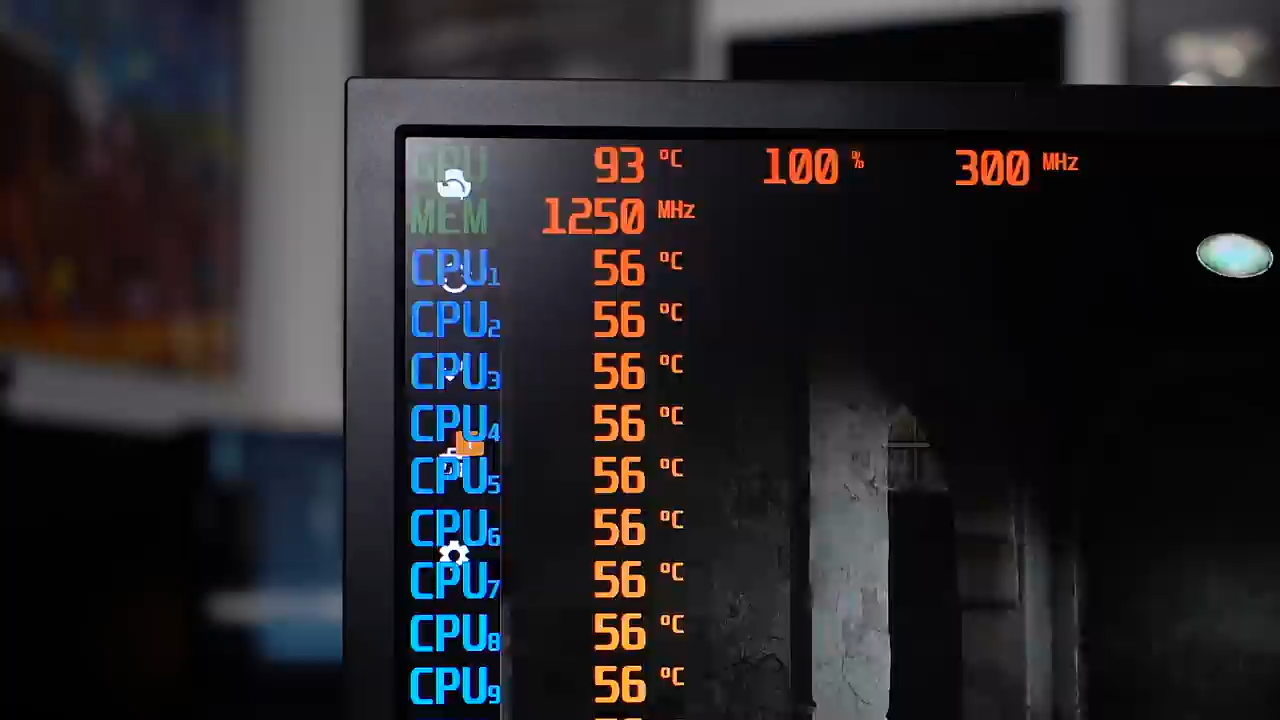 GPU 93 °C 100 % 300 MHz
MEM 1250 MHz
CPU1 56 °C
CPU2 56 °C
CPU3 56 °C
CPU4 56 °C
CPU5 56 °C
CPU6 56 °C
CPU7 56 °C
CPU8 56 °C
CPU9 56 °C